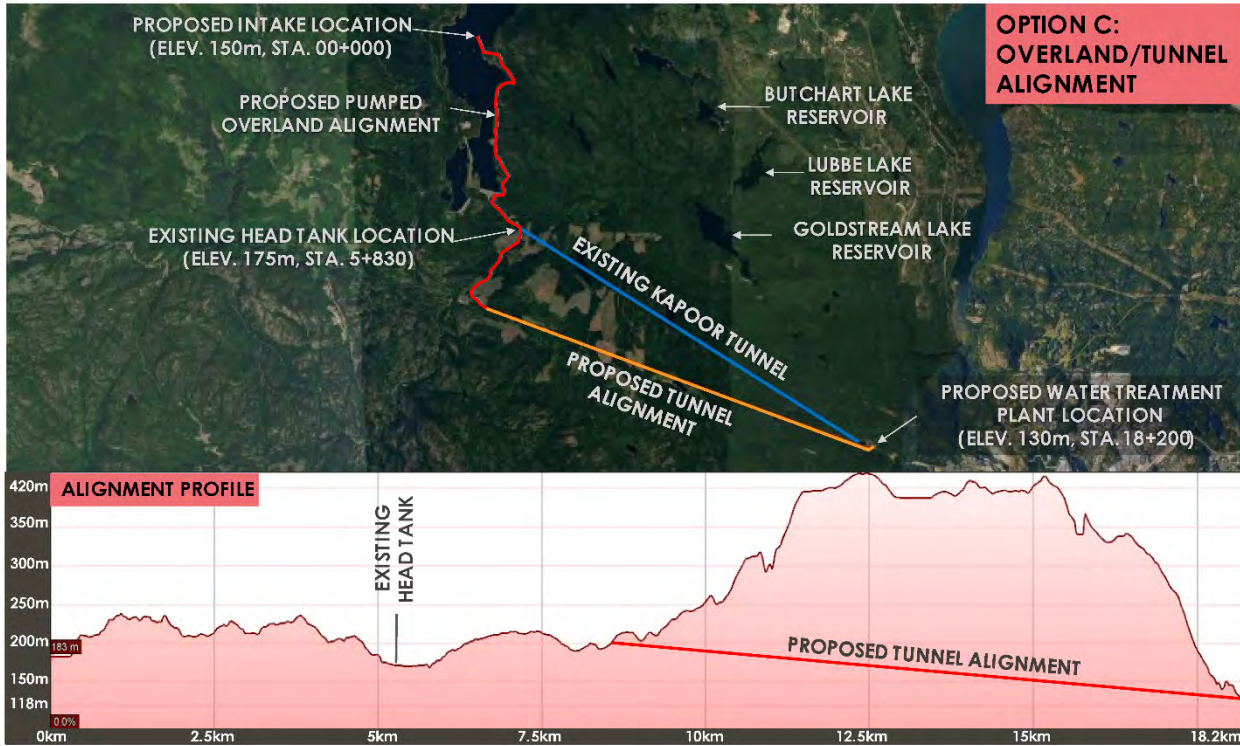 PROPOSED INTAKE LOCATION
(ELEV. 150m, STA. 00+000)
OPTION C:
OVERLAND/TUNNEL
ALIGNMENT
PROPOSED PUMPED
OVERLAND ALIGNMENT
BUTCHART LAKE
RESERVOIR
LUBBE LAKE
RESERVOIR
EXISTING HEAD TANK LOCATION
(ELEV. 175m, STA. 5+830)
GOLDSTREAM LAKE
RESERVOIR
EXISTING KAPOOR TUNNEL
PROPOSED TUNNEL
ALIGNMENT
PROPOSED WATER TREATMENT
PLANT LOCATION
(ELEV. 130m, STA. 18+200)
ALIGNMENT PROFILE
420m
350m
300m
250m
200m
183 m
150m
118m
0.0%
EXISTING
HEAD TANK
PROPOSED TUNNEL ALIGNMENT
0km
2.5km
5km
7.5km
10km
12.5km
15km
18.2km